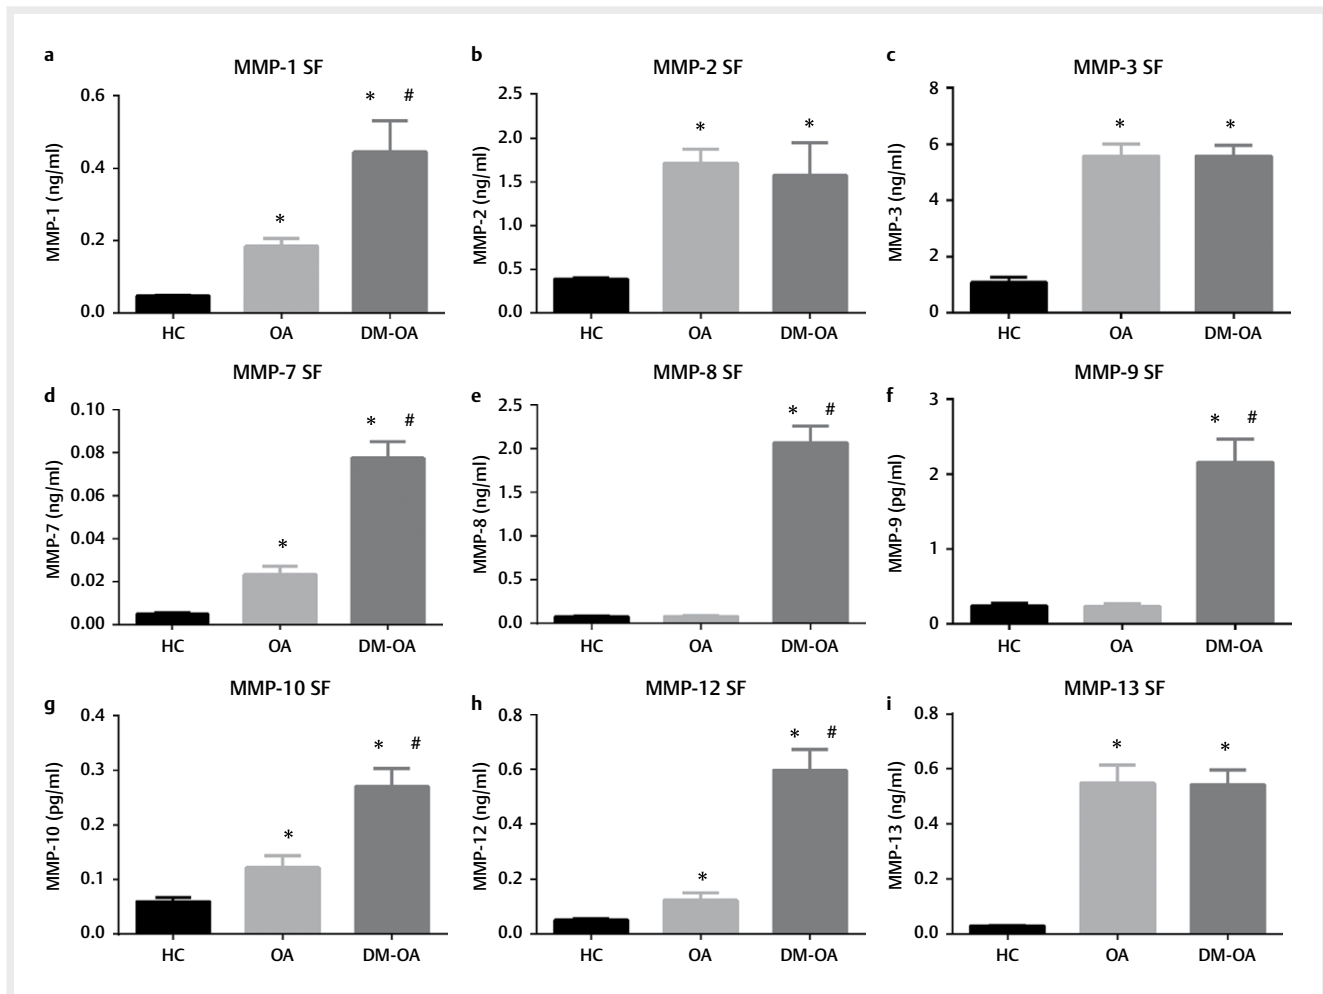 a
MMP-1 SF
MMP-1 (ng/ml)
0.6
0.4
0.2
0.0
* 
* #
HC OA DM-OA
b
MMP-2 SF
MMP-2 (ng/ml)
2.5
2.0
1.5
1.0
0.5
0.0
*
*
HC OA DM-OA
c
MMP-3 SF
MMP-3 (ng/ml)
8
6
4
2
0
*
*
HC OA DM-OA
d
MMP-7 SF
MMP-7 (ng/ml)
0.10
0.08
0.06
0.04
0.02
0.00
*
* #
HC OA DM-OA
e
MMP-8 SF
MMP-8 (ng/ml)
2.5
2.0
1.5
1.0
0.5
0.0
* #
HC OA DM-OA
f
MMP-9 SF
MMP-9 (pg/ml)
3
2
1
0
* #
HC OA DM-OA
g
MMP-10 SF
MMP-10 (pg/ml)
0.4
0.3
0.2
0.1
0.0
*
* #
HC OA DM-OA
h
MMP-12 SF
MMP-12 (ng/ml)
0.8
0.6
0.4
0.2
0.0
*
* #
HC OA DM-OA
i
MMP-13 SF
MMP-13 (ng/ml)
0.8
0.6
0.4
0.2
0.0
*
*
HC OA DM-OA